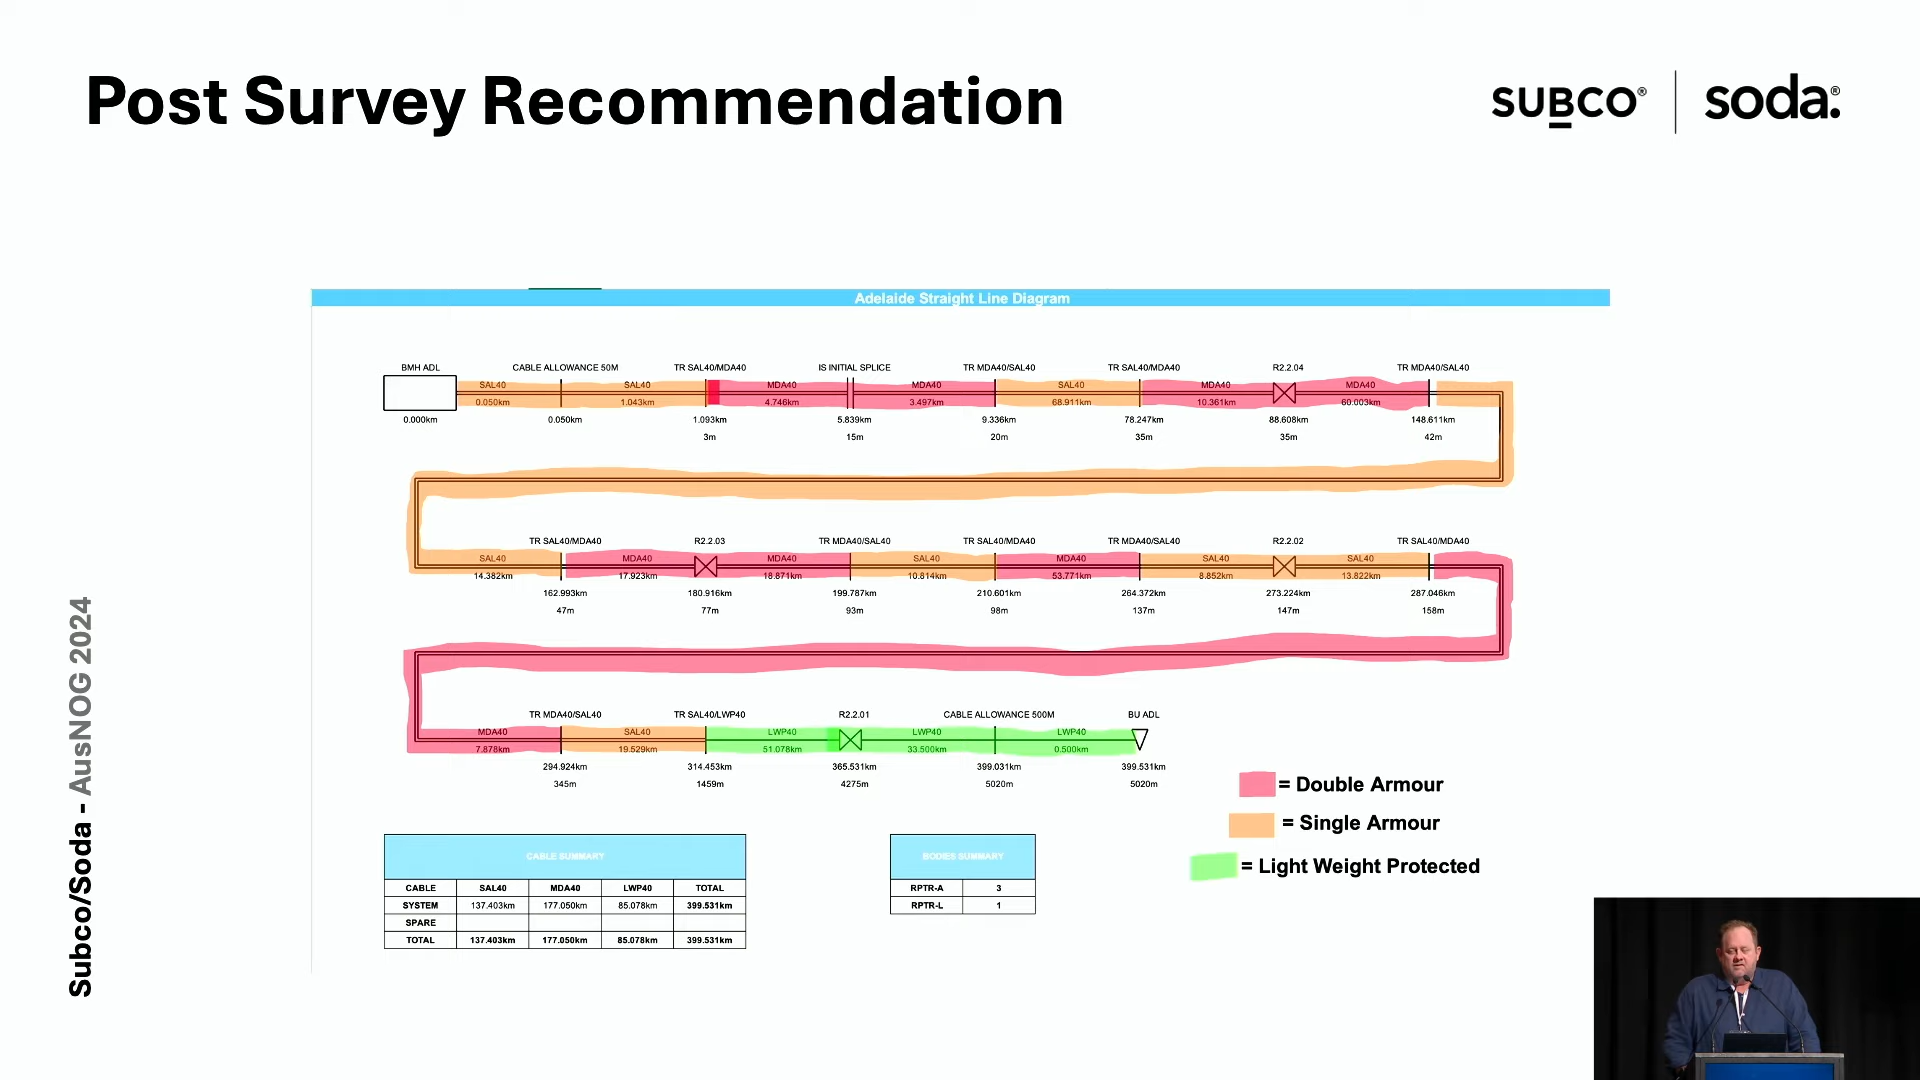 Post Survey Recommendation
SUBCO® | soda.®
Adelaide Straight Line Diagram
BMH ADL CABLE ALLOWANCE 50M TR SAL40/MDA40 IS INITIAL SPLICE TR MDA40/SAL40 TR SAL40/MDA40 R2.2.04 TR MDA40/SAL40
SAL40 SAL40 MDA40 MDA40 SAL40 MDA40 MDA40
0.050km 1.043km 4.746km 3.497km 68.911km 10.361km 60.003km
0.000km 0.050km 1.093km 5.839km 9.336km 78.247km 88.608km 148.611km
3m 15m 20m 35m 35m 42m
TR SAL40/MDA40 R2.2.03 TR MDA40/SAL40 TR SAL40/MDA40 TR MDA40/SAL40 R2.2.02 TR SAL40/MDA40
SAL40 MDA40 MDA40 SAL40 MDA40 SAL40 SAL40
14.382km 17.923km 18.871km 10.814km 53.771km 8.852km 13.822km
162.993km 180.916km 199.787km 210.601km 264.372km 273.224km 287.046km
47m 77m 93m 98m 137m 147m 158m
TR MDA40/SAL40 TR SAL40/LWP40 R2.2.01 CABLE ALLOWANCE 500M BU ADL
MDA40 SAL40 LWP40 LWP40 LWP40
7.878km 19.529km 51.078km 33.500km 0.500km
294.924km 314.453km 365.531km 399.031km 399.531km
345m 1459m 4275m 5020m 5020m
= Double Armour
= Single Armour
= Light Weight Protected
CABLE SUMMARY
CABLE SAL40 MDA40 LWP40 TOTAL
SYSTEM 137.403km 177.050km 85.078km 399.531km
SPARE
TOTAL 137.403km 177.050km 85.078km 399.531km
BODIES SUMMARY
RPTR-A 3
RPTR-L 1
Subco/Soda - AusNOG 2024